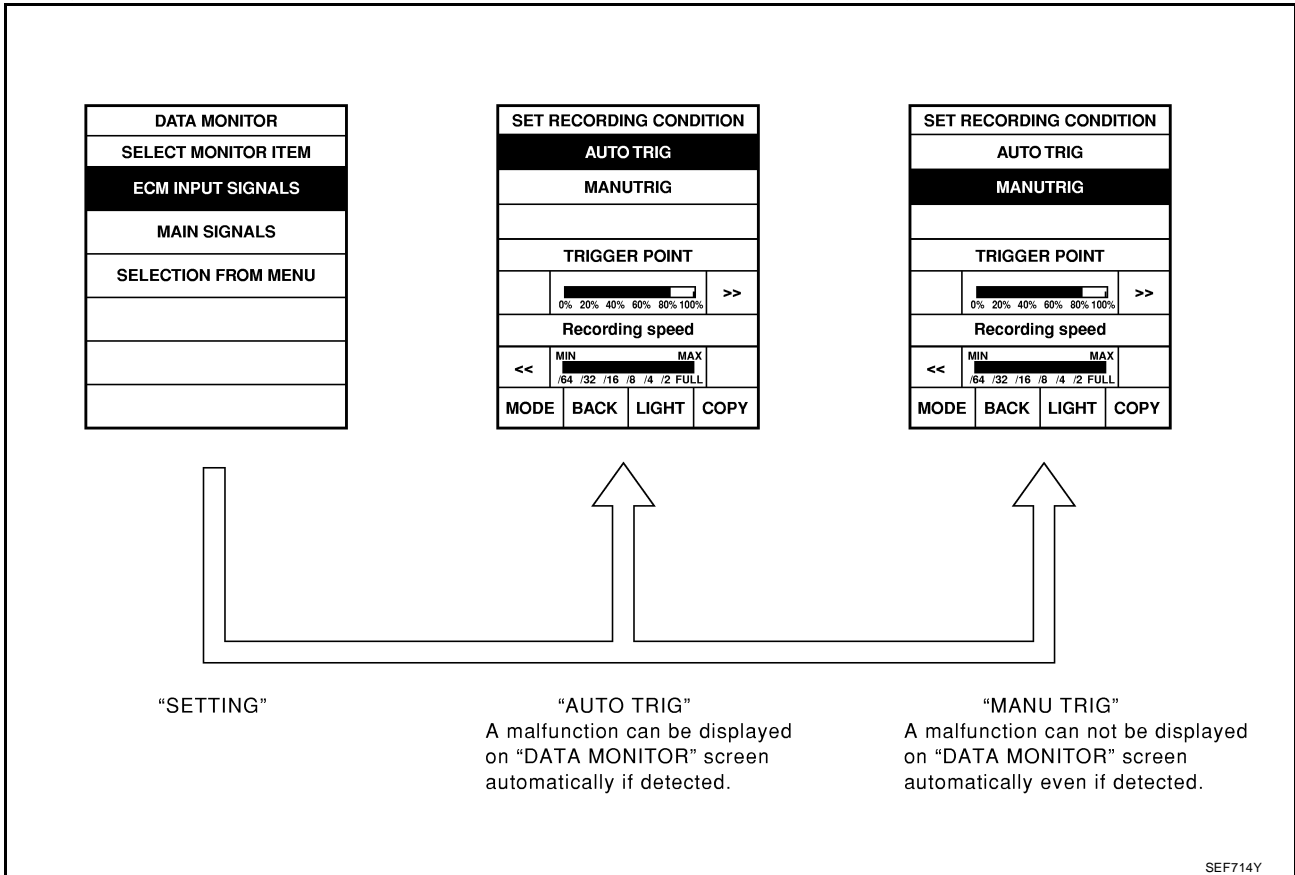 DATA MONITOR
SELECT MONITOR ITEM
ECM INPUT SIGNALS
MAIN SIGNALS
SELECTION FROM MENU
SET RECORDING CONDITION
AUTO TRIG
MANUTRIG
TRIGGER POINT
>>
0% 20% 40% 60% 80% 100%
Recording speed
MIN MAX
<<
/64 /32 /16 /8 /4 /2 FULL
MODE BACK LIGHT COPY
SET RECORDING CONDITION
AUTO TRIG
MANUTRIG
TRIGGER POINT
>>
0% 20% 40% 60% 80% 100%
Recording speed
MIN MAX
<<
/64 /32 /16 /8 /4 /2 FULL
MODE BACK LIGHT COPY
“SETTING”
“AUTO TRIG”
A malfunction can be displayed
on “DATA MONITOR” screen
automatically if detected.
“MANU TRIG”
A malfunction can not be displayed
on “DATA MONITOR” screen
automatically even if detected.
SEF714Y